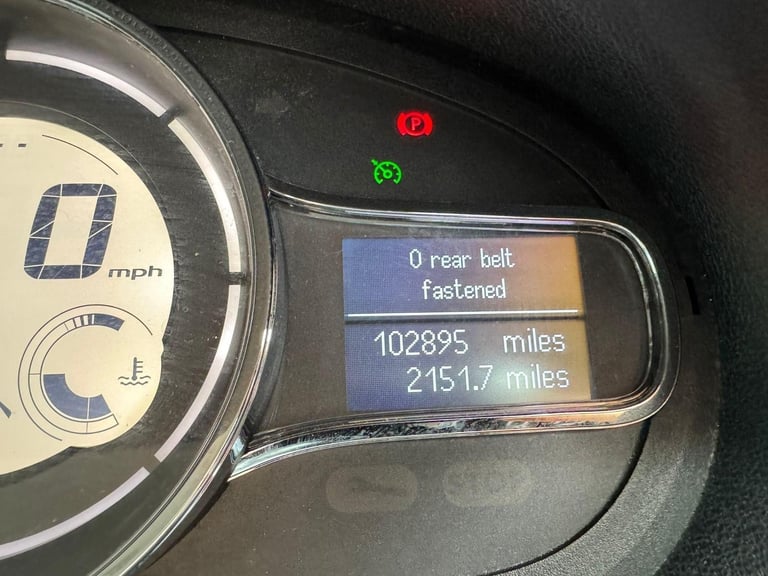 P
0 mph
0 rear belt
fastened
102895 miles
2151.7 miles